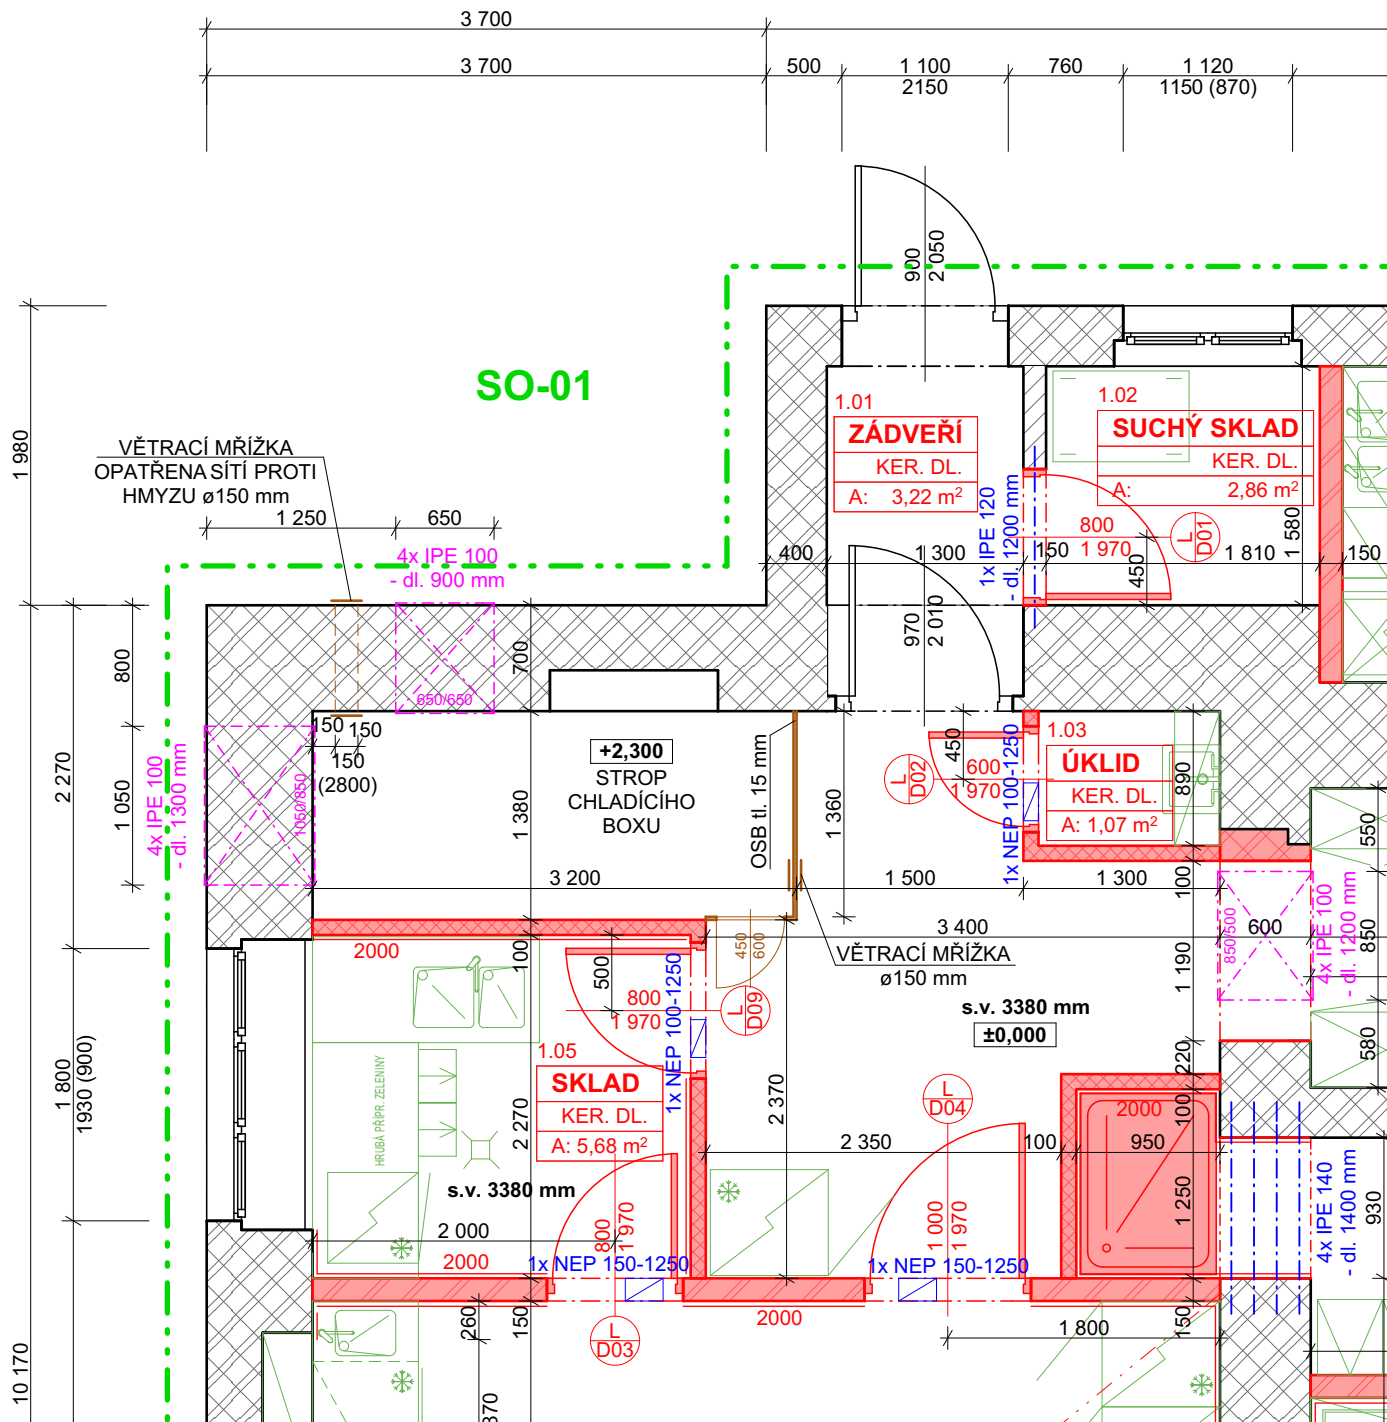 3 700
3 700
500
1 100
2150
760
1 120
1150 (870)
900
2 050
SO-01
1 980
VĚTRACÍ MŘÍŽKA
OPATŘENA SÍTÍ PROTI
HMYZU ø150 mm
1 250
650
4x IPE 100
- dl. 900 mm
1.01
ZÁDVEŘÍ
KER. DL.
A: 3,22 m²
1.02
SUCHÝ SKLAD
KER. DL.
A: 2,86 m²
1x IPE 120
- dl. 1200 mm
800
1 970
L
D01
1 580
400
1 300
150
450
1 810
150
970
2 010
800
700
650/650
2 270
1 050
4x IPE 100
- dl. 1300 mm
1050/850
150
150
150
(2800)
+2,300
STROP
CHLADÍCÍHO
BOXU
1 380
OSB tl. 15 mm
1 360
L
D02
450
600
1 970
1x NEP 100-1250
1.03
ÚKLID
KER. DL.
A: 1,07 m²
890
550
3 200
1 500
1 300
100
3 400
600
850/500
4x IPE 100
- dl. 1200 mm
850
2000
100
500
450
600
VĚTRACÍ MŘÍŽKA
ø150 mm
1 190
800
1 970
L
D09
1x NEP 100-1250
s.v. 3380 mm
±0,000
580
220
1 800
1930 (900)
HRUBÁ PŘÍPR. ZELENINY
1.05
SKLAD
KER. DL.
A: 5,68 m²
2 270
2 370
L
D04
100
2000
2 350
100
950
s.v. 3380 mm
2 000
800
1 970
1 000
1 970
1 250
4x IPE 140
- dl. 1400 mm
930
2000
1x NEP 150-1250
1x NEP 150-1250
260
150
2000
L
D03
1 800
150
10 170